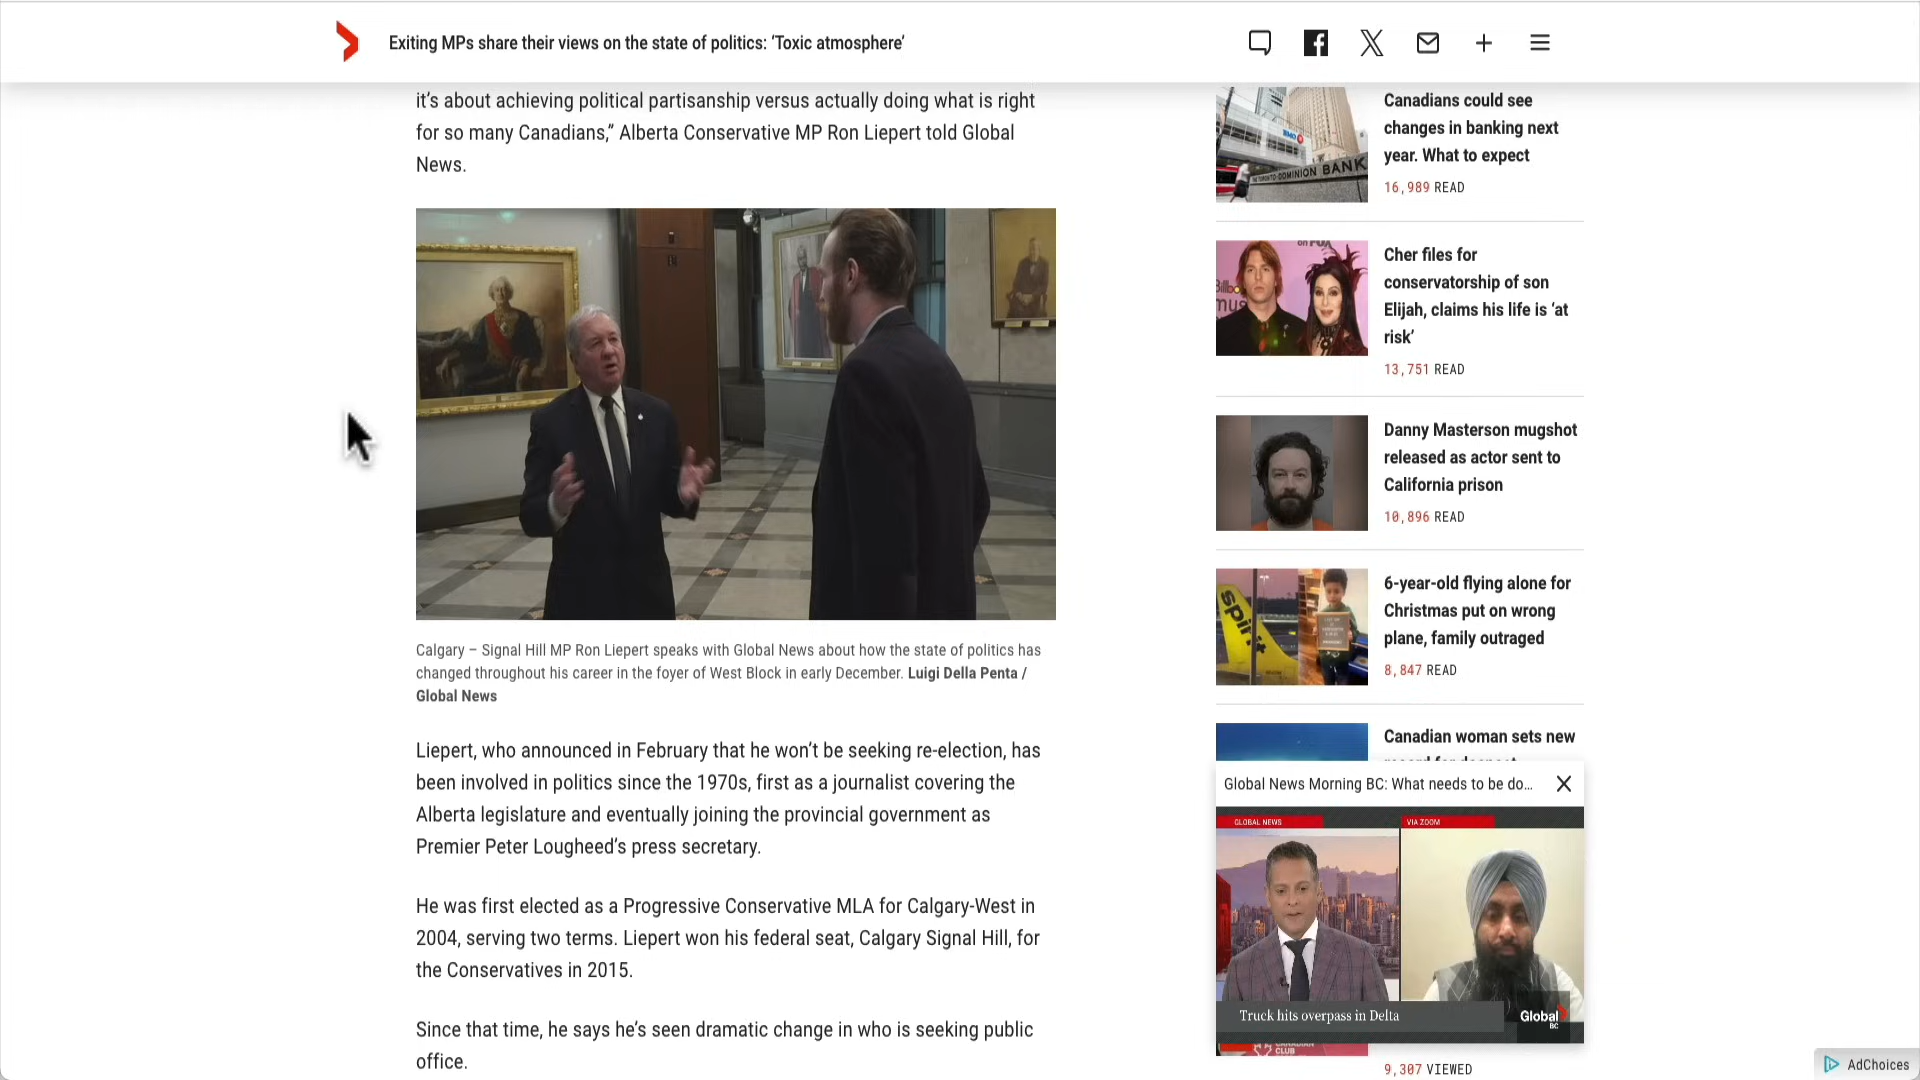 Exiting MPs share their views on the state of politics: ‘Toxic atmosphere’
it’s about achieving political partisanship versus actually doing what is right
for so many Canadians,” Alberta Conservative MP Ron Liepert told Global
News.
Calgary – Signal Hill MP Ron Liepert speaks with Global News about how the state of politics has
changed throughout his career in the foyer of West Block in early December. Luigi Della Penta /
Global News
Liepert, who announced in February that he won’t be seeking re-election, has
been involved in politics since the 1970s, first as a journalist covering the
Alberta legislature and eventually joining the provincial government as
Premier Peter Lougheed’s press secretary.
He was first elected as a Progressive Conservative MLA for Calgary-West in
2004, serving two terms. Liepert won his federal seat, Calgary Signal Hill, for
the Conservatives in 2015.
Since that time, he says he’s seen dramatic change in who is seeking public
office.
BMO
TORONTO-DOMINION BANK
Canadians could see
changes in banking next
year. What to expect
16,989 READ
on FOX
Billbo
mus
Cher files for
conservatorship of son
Elijah, claims his life is ‘at
risk’
13,751 READ
Danny Masterson mugshot
released as actor sent to
California prison
10,896 READ
spiri
6-year-old flying alone for
Christmas put on wrong
plane, family outraged
8,847 READ
Canadian woman sets new
Global News Morning BC: What needs to be do...
GLOBAL NEWS
VIA ZOOM
Truck hits overpass in Delta
Global
BC
CANADIAN
CLUB
9,307 VIEWED
AdChoices